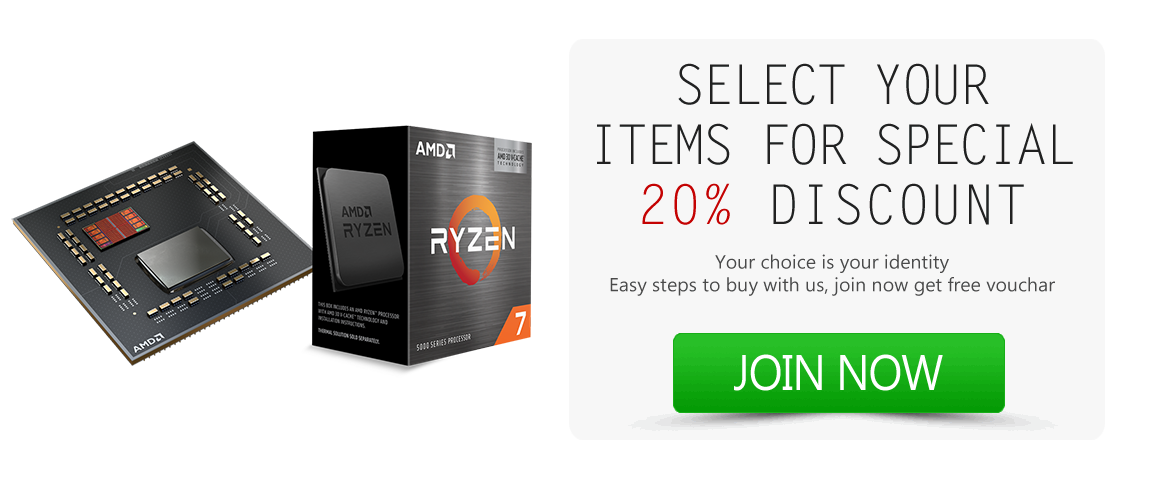 AMD
AMD
RYZEN
THIS BOX INCLUDES AN AMD RYZEN™ PROCESSOR
WITH AMD 3D V-CACHE™ TECHNOLOGY AND
INSTALLATION INSTRUCTIONS.
THERMAL SOLUTION SOLD SEPARATELY.
AMD
AMD 3D V-CACHE
TECHNOLOGY
RYZEN
7
5000 SERIES PROCESSOR
SELECT YOUR
ITEMS FOR SPECIAL
20% DISCOUNT
Your choice is your identity
Easy steps to buy with us, join now get free vouchar
JOIN NOW